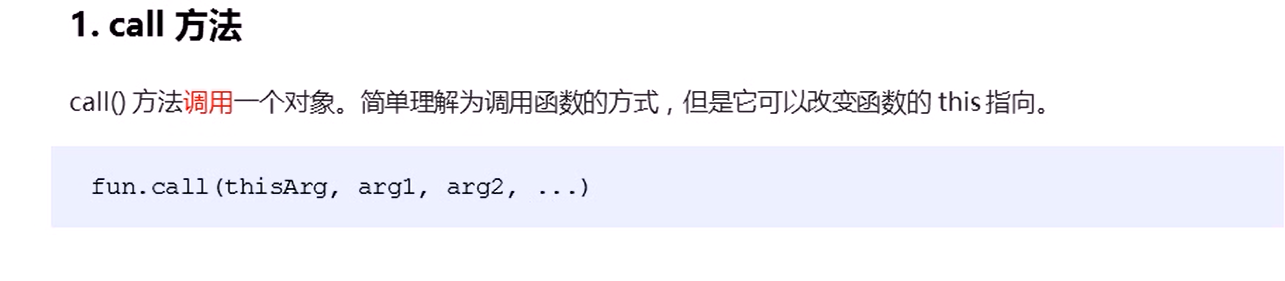 1. call 方法
call() 方法调用一个对象。简单理解为调用函数的方式，但是它可以改变函数的 this 指向。
fun.call(thisArg, arg1, arg2, ...)